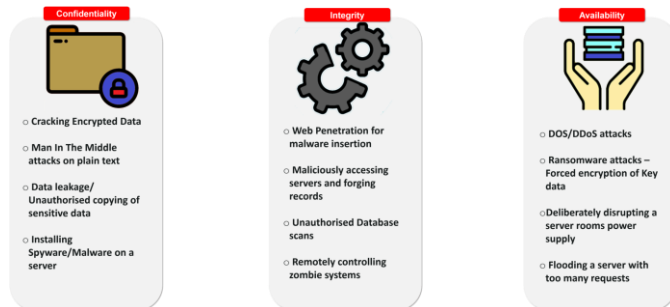 Confidentiality
○ Cracking Encrypted Data
○ Man In The Middle
attacks on plain text
○ Data leakage/
Unauthorised copying of
sensitive data
○ Installing
Spyware/Malware on a
server
Integrity
○ Web Penetration for
malware insertion
○ Maliciously accessing
servers and forging
records
○ Unauthorised Database
scans
○ Remotely controlling
zombie systems
Availability
○ DOS/DDoS attacks
○ Ransomware attacks –
Forced encryption of Key
data
○Deliberately disrupting a
server rooms power
supply
○ Flooding a server with
too many requests